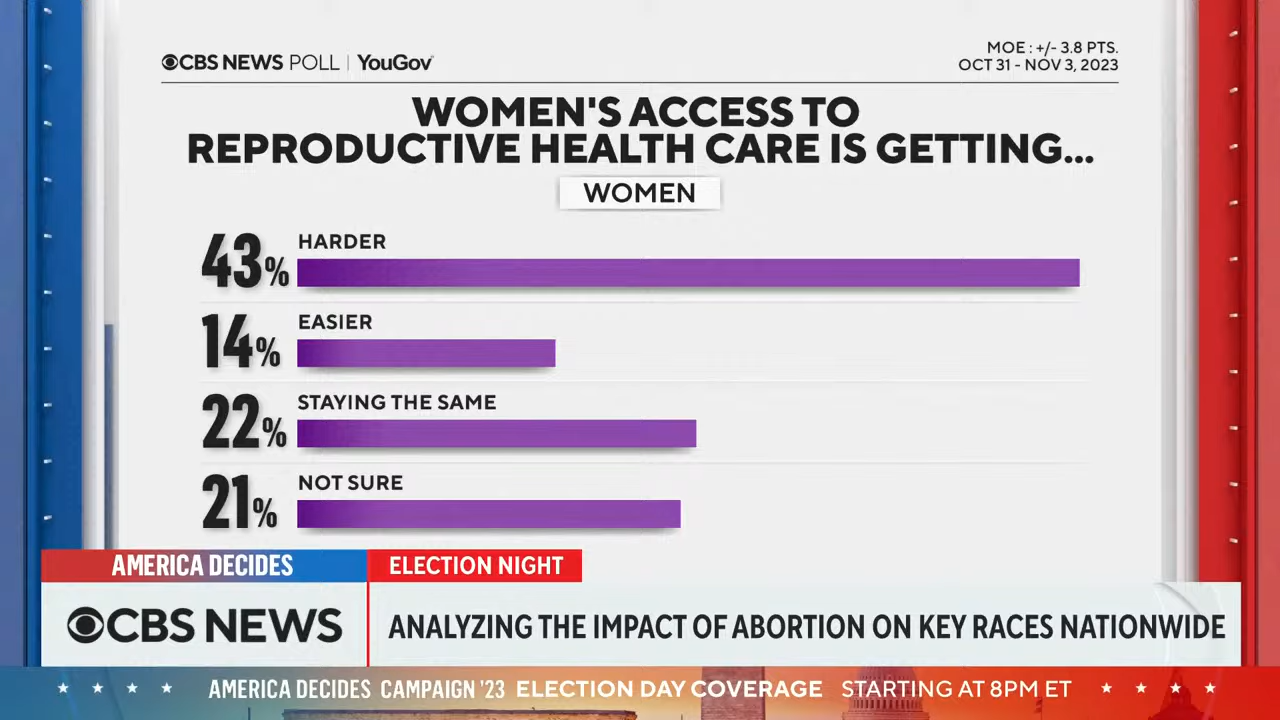 CBS NEWS POLL | YouGov
MOE : +/- 3.8 PTS.
OCT 31 - NOV 3, 2023
WOMEN'S ACCESS TO
REPRODUCTIVE HEALTH CARE IS GETTING...
WOMEN
43% HARDER
14% EASIER
22% STAYING THE SAME
21% NOT SURE
AMERICA DECIDES
ELECTION NIGHT
CBS NEWS
ANALYZING THE IMPACT OF ABORTION ON KEY RACES NATIONWIDE
AMERICA DECIDES CAMPAIGN '23 ELECTION DAY COVERAGE STARTING AT 8PM ET